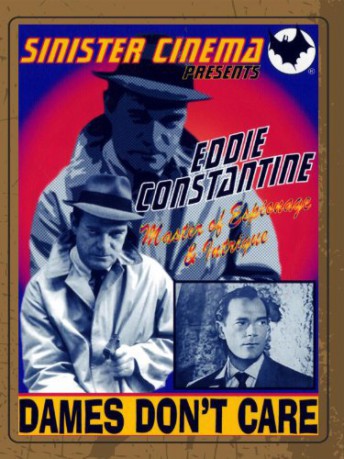 SINISTER CINEMA
PRESENTS
®
EDDIE
CONSTANTINE
Master of Espionage
& Intrigue
DAMES DON'T CARE